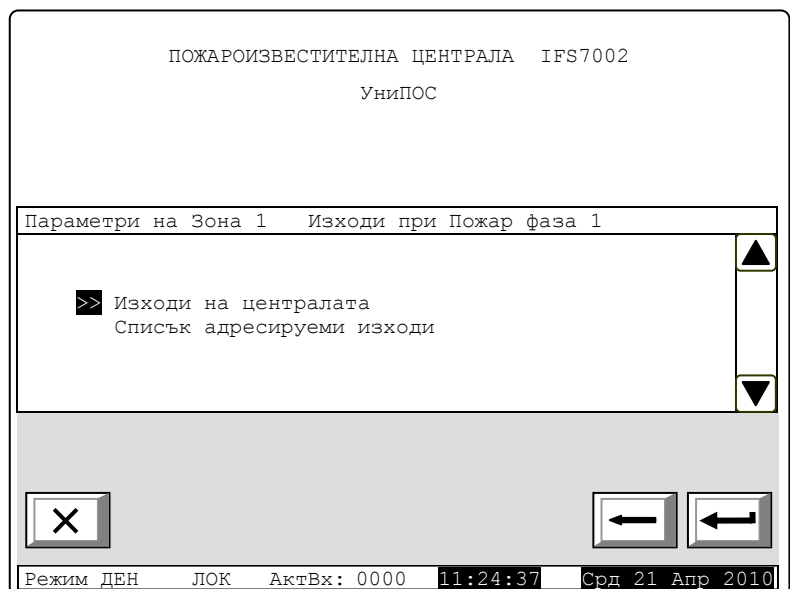 ПОЖАРОИЗВЕСТИТЕЛНА ЦЕНТРАЛА IFS7002
УниПОС
Параметри на Зона 1 Изходи при Пожар фаза 1
>> Изходи на централата
Списък адресируеми изходи
Режим ДЕН ЛОК АктВх: 0000 11:24:37 Срд 21 Апр 2010